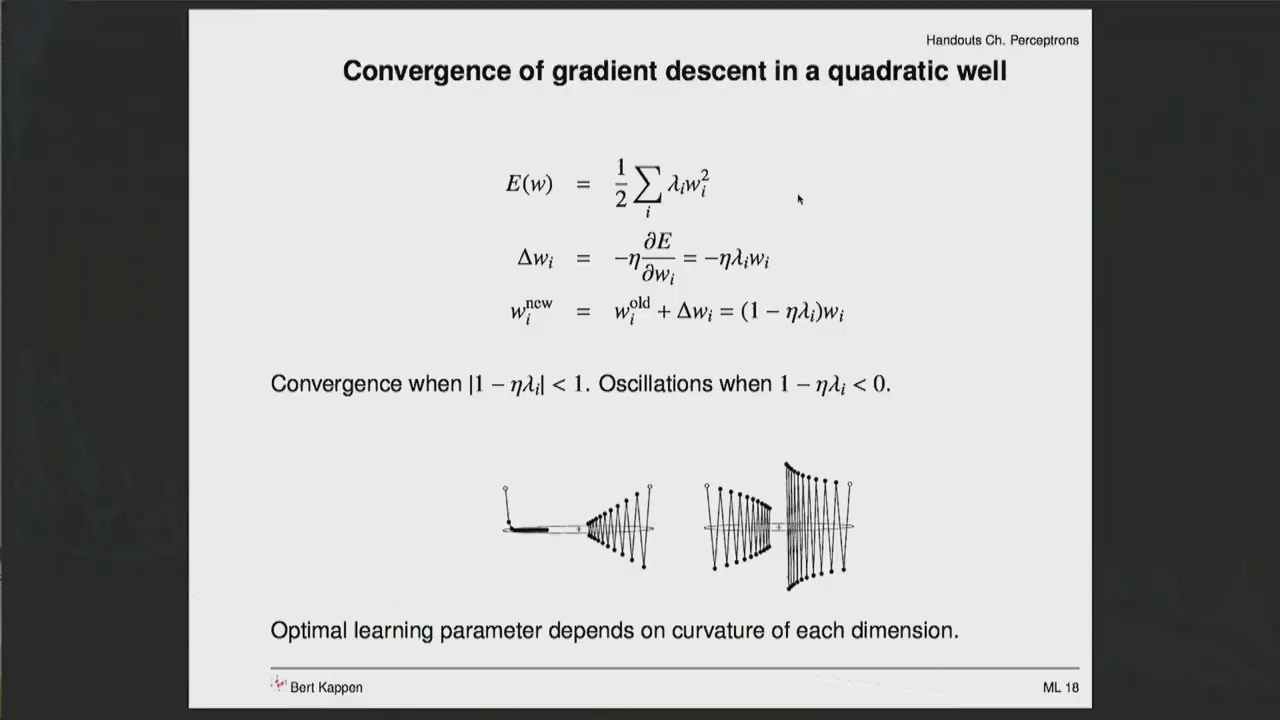 Handouts Ch. Perceptrons
Convergence of gradient descent in a quadratic well
E(w) = 1/2 ∑_i λ_i w_i^2
Δw_i = −η ∂E/∂w_i = −ηλ_i w_i
w_i^new = w_i^old + Δw_i = (1 − ηλ_i)w_i
Convergence when |1 − ηλ_i| < 1. Oscillations when 1 − ηλ_i < 0.
Optimal learning parameter depends on curvature of each dimension.
Bert Kappen
ML 18